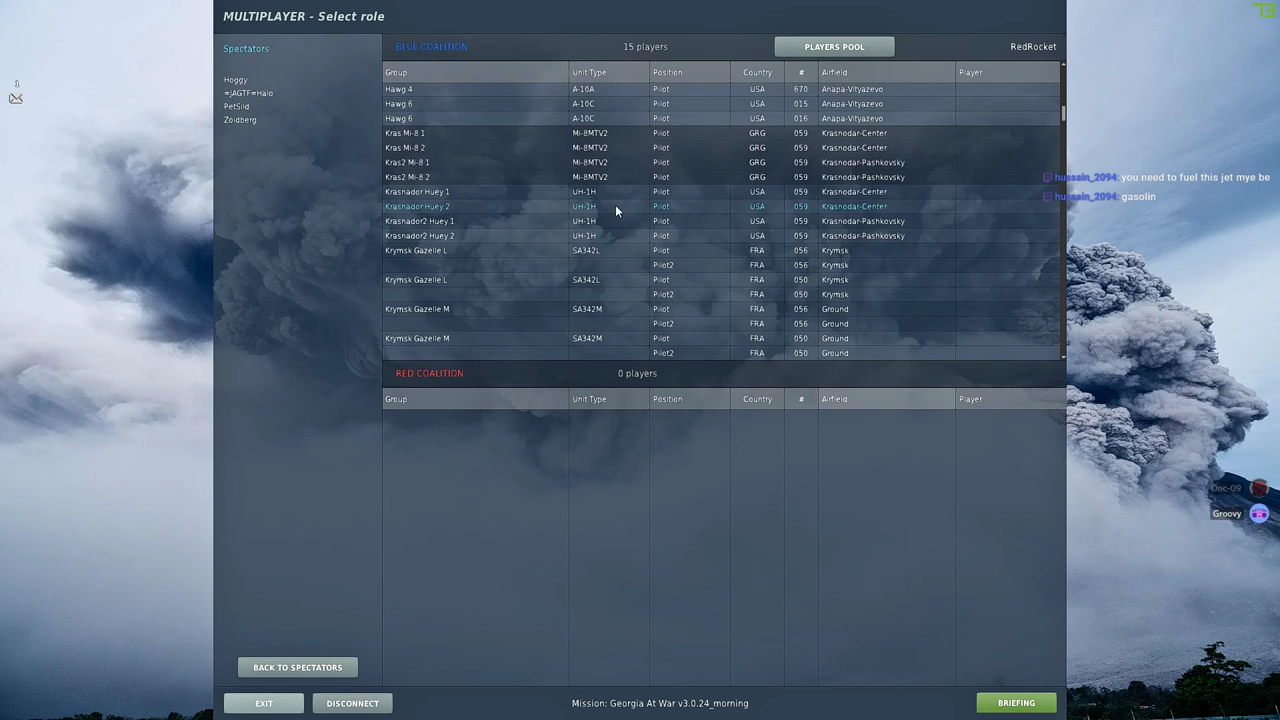 MULTIPLAYER - Select role
73
Spectators
Hoggy
=JAGTF=Halo
PetSild
Zoidberg
BLUE COALITION 15 players PLAYERS POOL RedRocket
Group Unit Type Position Country # Airfield Player
Hawg 4 A-10A Pilot USA 670 Anapa-Vityazevo
Hawg 6 A-10C Pilot USA 015 Anapa-Vityazevo
Hawg 6 A-10C Pilot USA 016 Anapa-Vityazevo
Kras Mi-8 1 Mi-8MTV2 Pilot GRG 059 Krasnodar-Center
Kras Mi-8 2 Mi-8MTV2 Pilot GRG 059 Krasnodar-Center
Kras2 Mi-8 1 Mi-8MTV2 Pilot GRG 059 Krasnodar-Pashkovsky
Kras2 Mi-8 2 Mi-8MTV2 Pilot GRG 059 Krasnodar-Pashkovsky
Krasnador Huey 1 UH-1H Pilot USA 059 Krasnodar-Center
Krasnador Huey 2 UH-1H Pilot USA 059 Krasnodar-Center
Krasnador2 Huey 1 UH-1H Pilot USA 059 Krasnodar-Pashkovsky
Krasnador2 Huey 2 UH-1H Pilot USA 059 Krasnodar-Pashkovsky
Krymsk Gazelle L SA342L Pilot FRA 056 Krymsk
Pilot2 FRA 056 Krymsk
Krymsk Gazelle L SA342L Pilot FRA 050 Krymsk
Pilot2 FRA 050 Krymsk
Krymsk Gazelle M SA342M Pilot FRA 056 Ground
Pilot2 FRA 056 Ground
Krymsk Gazelle M SA342M Pilot FRA 050 Ground
Pilot2 FRA 050 Ground
RED COALITION 0 players
Group Unit Type Position Country # Airfield Player
1
hussain_2094: you need to fuel this jet mye be
hussain_2094: gasolin
Doc-09
Groovy
BACK TO SPECTATORS
EXIT DISCONNECT Mission: Georgia At War v3.0.24_morning BRIEFING